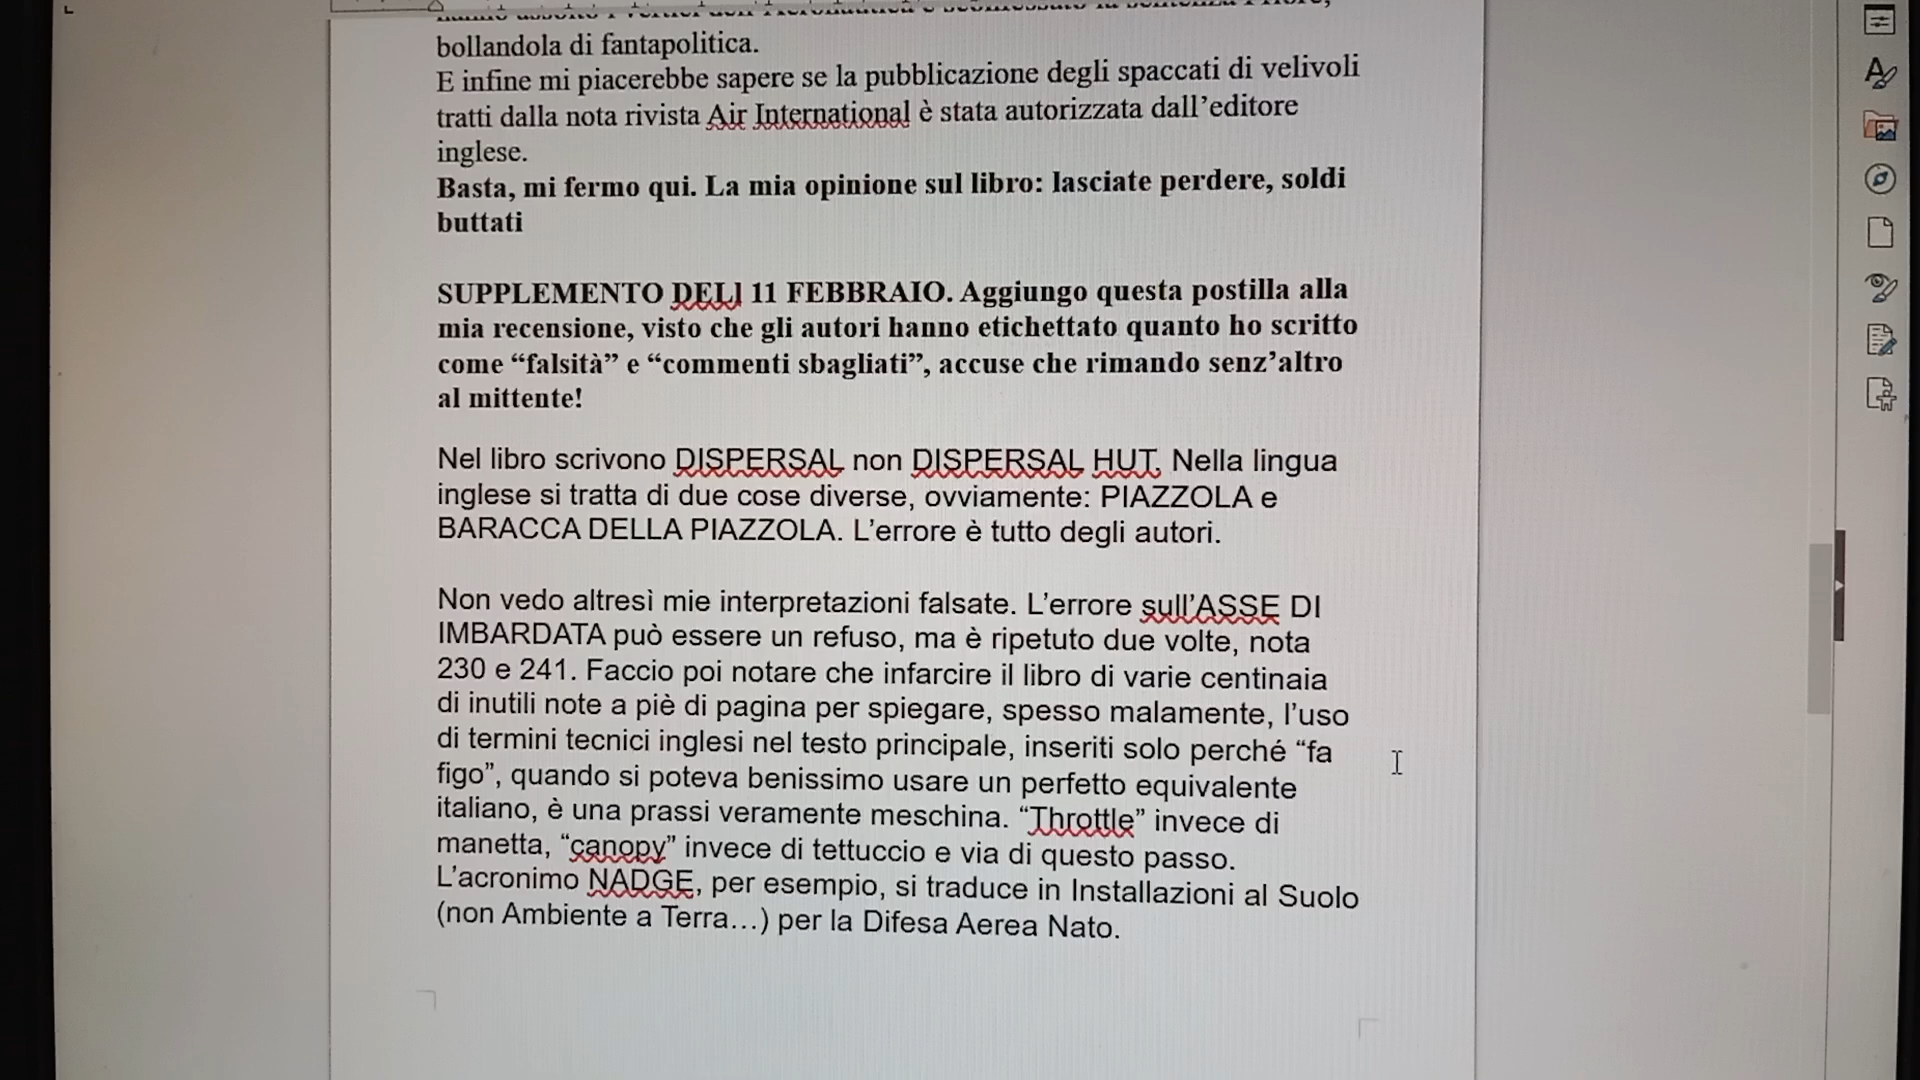 bollandola di fantapolitica.
E infine mi piacerebbe sapere se la pubblicazione degli spaccati di velivoli
tratti dalla nota rivista Air International è stata autorizzata dall’editore
inglese.
Basta, mi fermo qui. La mia opinione sul libro: lasciate perdere, soldi
buttati
SUPPLEMENTO DELl 11 FEBBRAIO. Aggiungo questa postilla alla
mia recensione, visto che gli autori hanno etichettato quanto ho scritto
come “falsità” e “commenti sbagliati”, accuse che rimando senz’altro
al mittente!
Nel libro scrivono DISPERSAL non DISPERSAL HUT. Nella lingua
inglese si tratta di due cose diverse, ovviamente: PIAZZOLA e
BARACCA DELLA PIAZZOLA. L’errore è tutto degli autori.
Non vedo altresì mie interpretazioni falsate. L’errore sull’ASSE DI
IMBARDATA può essere un refuso, ma è ripetuto due volte, nota
230 e 241. Faccio poi notare che infarcire il libro di varie centinaia
di inutili note a piè di pagina per spiegare, spesso malamente, l’uso
di termini tecnici inglesi nel testo principale, inseriti solo perché “fa
figo”, quando si poteva benissimo usare un perfetto equivalente
italiano, è una prassi veramente meschina. “Throttle” invece di
manetta, “canopy” invece di tettuccio e via di questo passo.
L’acronimo NADGE, per esempio, si traduce in Installazioni al Suolo
(non Ambiente a Terra…) per la Difesa Aerea Nato.